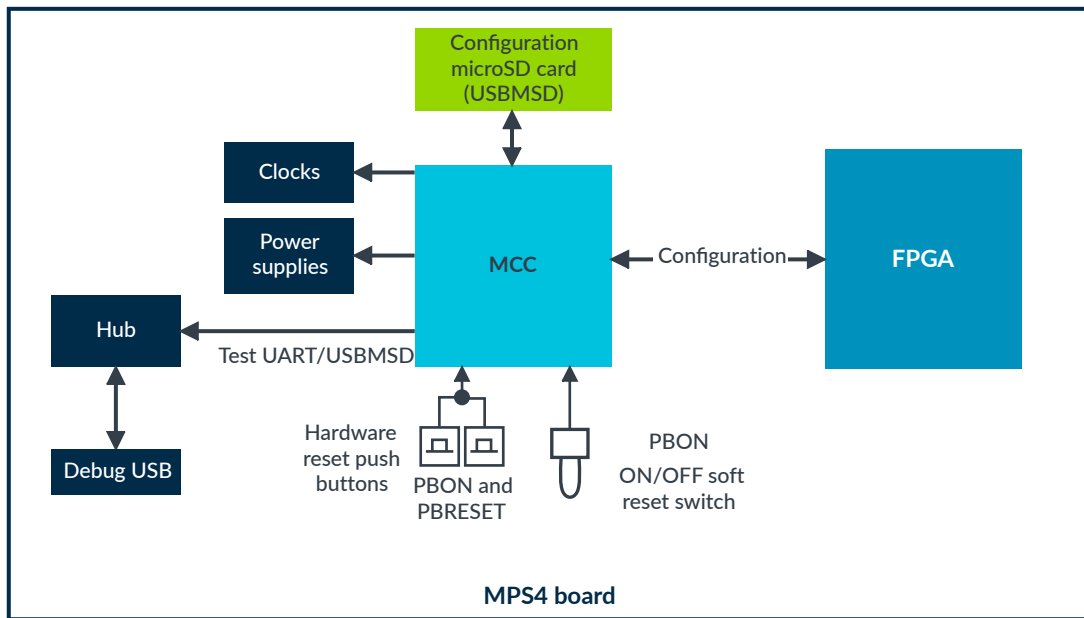 Configuration
microSD card
(USBMSD)
Clocks
Power
supplies
MCC
Configuration
FPGA
Hub
Test UART/USBMSD
Debug USB
Hardware
reset push
buttons
PBON and
PBRESET
PBON
ON/OFF soft
reset switch
MPS4 board